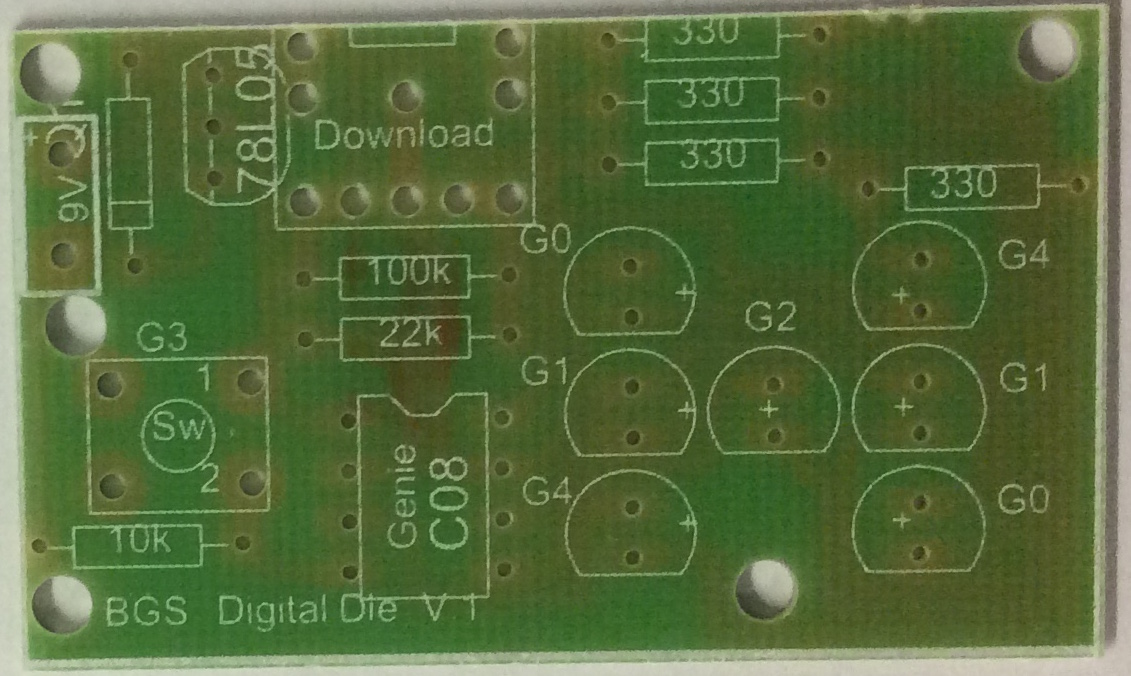 330
330
330
330
78L05
Download
+
9V
100k
22k
G0
G4
G2
G3
1
Sw
2
G1
G1
+
+
+
+
+
Genie
C08
G4
G0
+
+
10k
BGS Digital Die V 1